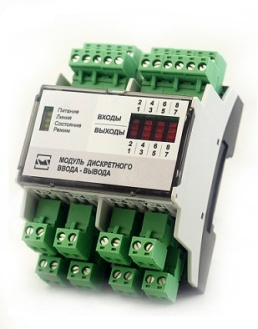 Питание
Линия
Состояние
Режим
2 4 6 8
1 3 5 7
ВХОДЫ
ВЫХОДЫ
2 4 6 8
1 3 5 7
МОДУЛЬ ДИСКРЕТНОГО
ВВОДА - ВЫВОДА